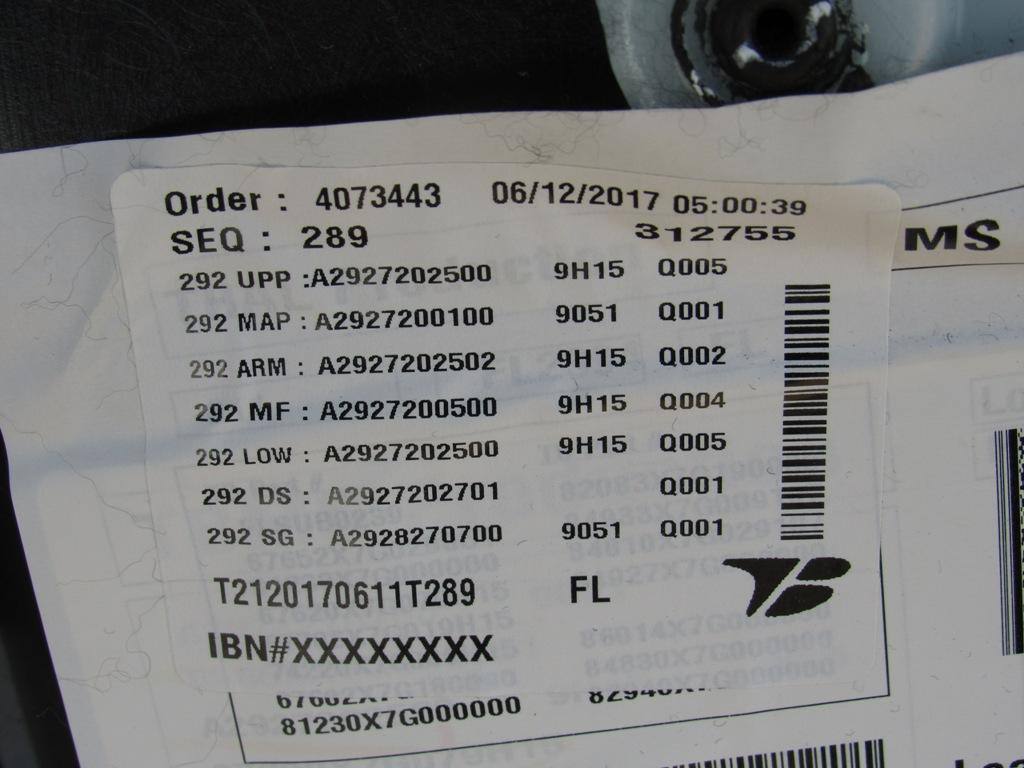 Order : 4073443 06/12/2017 05:00:39
SEQ : 289 312755
MS
292 UPP :A2927202500 9H15 Q005
292 MAP : A2927200100 9051 Q001
292 ARM : A2927202502 9H15 Q002
292 MF : A2927200500 9H15 Q004
292 LOW : A2927202500 9H15 Q005
292 DS : A2927202701 Q001
292 SG : A2928270700 9051 Q001
T2120170611T289 FL
IBN#XXXXXXXX
81230X7G000000